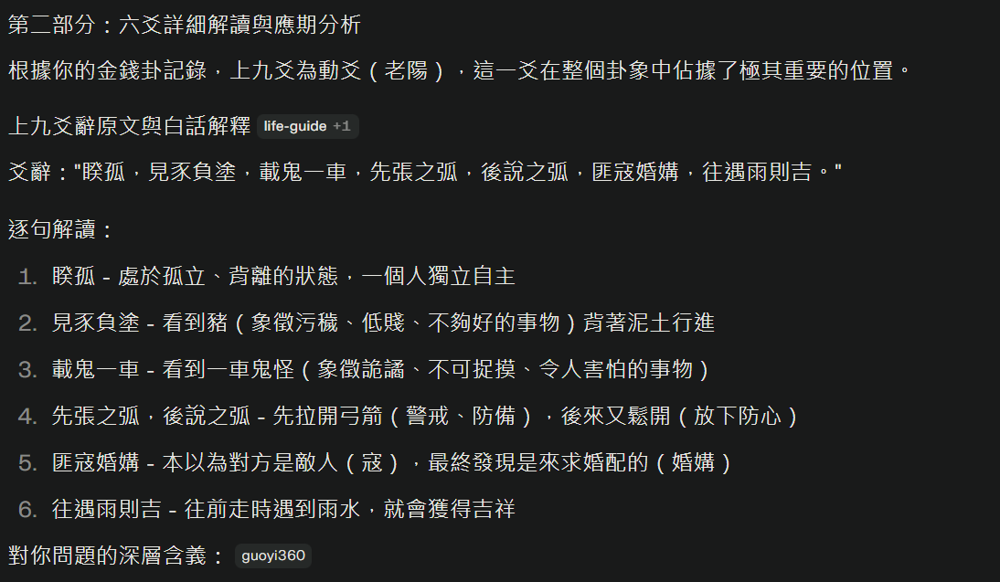 第二部分：六爻詳細解讀與應期分析
根據你的金錢卦記錄，上九爻為動爻（老陽），這一爻在整個卦象中佔據了極其重要的位置。
上九爻辭原文與白話解釋 life-guide +1
爻辭："睽孤，見豕負塗，載鬼一車，先張之弧，後說之弧，匪寇婚媾，往遇雨則吉。"
逐句解讀：
1. 睽孤 - 處於孤立、背離的狀態，一個人獨立自主
2. 見豕負塗 - 看到豬（象徵污穢、低賤、不夠好的事物）背著泥土行進
3. 載鬼一車 - 看到一車鬼怪（象徵詭譎、不可捉摸、令人害怕的事物）
4. 先張之弧，後說之弧 - 先拉開弓箭（警戒、防備），後來又鬆開（放下防心）
5. 匪寇婚媾 - 本以為對方是敵人（寇），最終發現是來求婚配的（婚媾）
6. 往遇雨則吉 - 往前走時遇到雨水，就會獲得吉祥
對你問題的深層含義： guoyi360